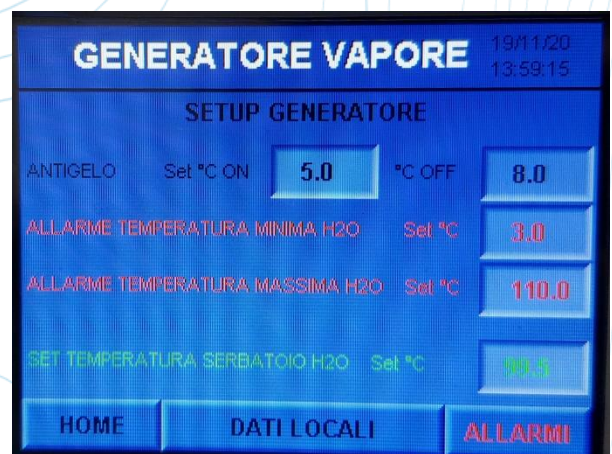 GENERATORE VAPORE 19/11/20
13:59:15
SETUP GENERATORE
ANTIGELO Set °C ON 5.0 °C OFF 8.0
ALLARME TEMPERATURA MINIMA H2O Set °C 3.0
ALLARME TEMPERATURA MASSIMA H2O Set °C 110.0
SET TEMPERATURA SERBATOIO H2O Set °C 99.5
HOME DATI LOCALI ALLARMI